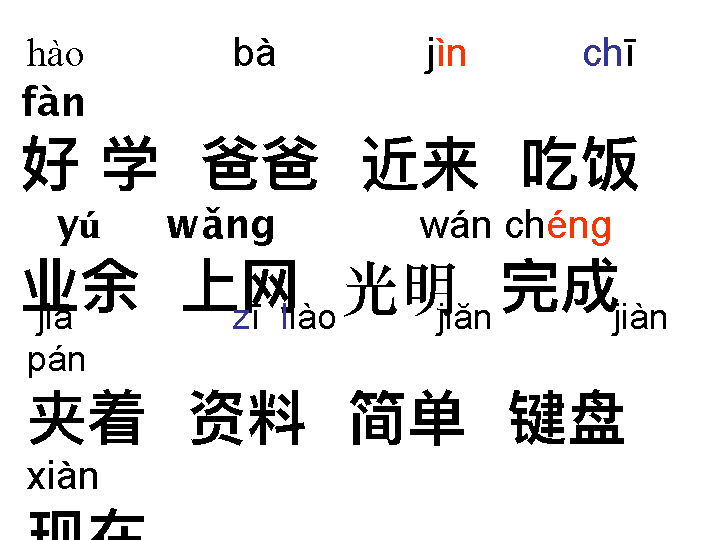 hào bà jìn chī
fàn
好 学 爸爸 近来 吃饭
yú wǎng wán chéng
业余 上网 光明 完成
jiā zī liào jiǎn jiàn
pán
夹着 资料 简单 键盘
xiàn
现在